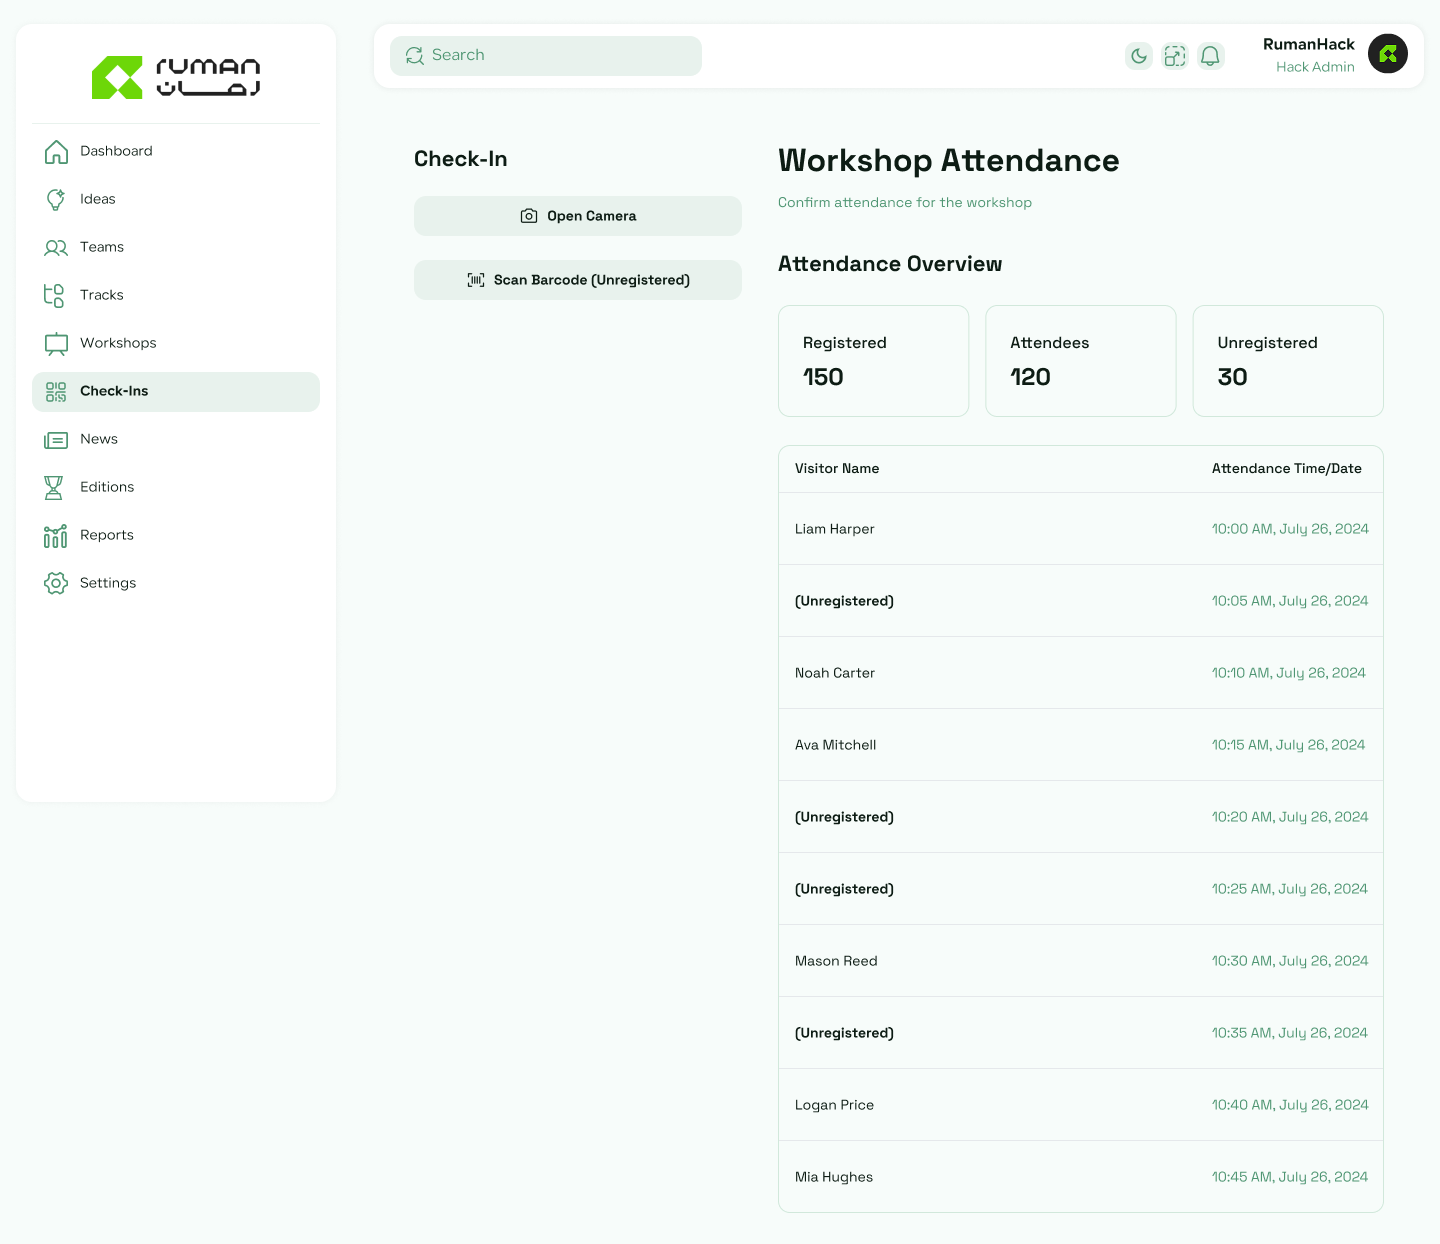 ruman
رمان
Dashboard
Ideas
Teams
Tracks
Workshops
Check-Ins
News
Editions
Reports
Settings
Search
RumanHack
Hack Admin
Check-In
Open Camera
Scan Barcode (Unregistered)
Workshop Attendance
Confirm attendance for the workshop
Attendance Overview
Registered
150
Attendees
120
Unregistered
30
Visitor Name Attendance Time/Date
Liam Harper 10:00 AM, July 26, 2024
(Unregistered) 10:05 AM, July 26, 2024
Noah Carter 10:10 AM, July 26, 2024
Ava Mitchell 10:15 AM, July 26, 2024
(Unregistered) 10:20 AM, July 26, 2024
(Unregistered) 10:25 AM, July 26, 2024
Mason Reed 10:30 AM, July 26, 2024
(Unregistered) 10:35 AM, July 26, 2024
Logan Price 10:40 AM, July 26, 2024
Mia Hughes 10:45 AM, July 26, 2024